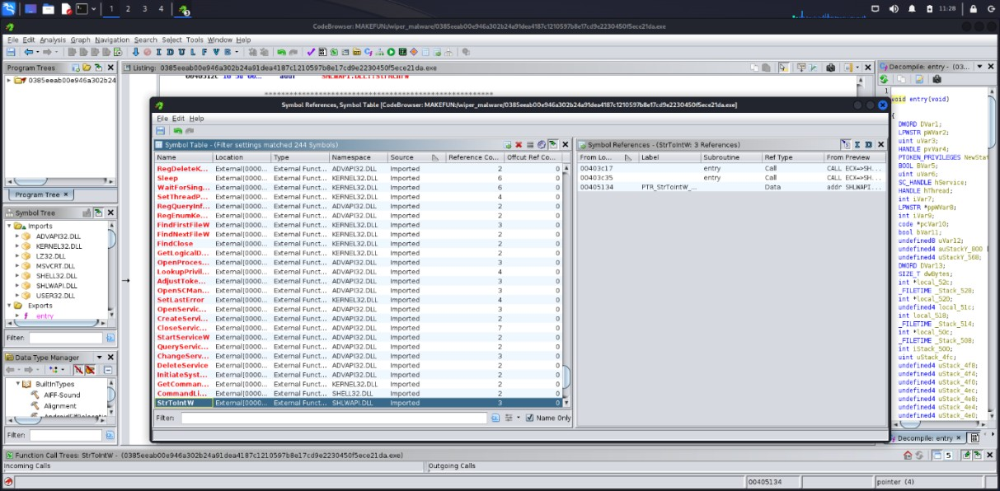 1 2 3 4
11:28
CodeBrowser: MAKEFUN:/wiper_malware/0385eeab00e946a302b24a91dea4187c1210597b8e17cd9e2230450f5ece21da.exe
File Edit Analysis Graph Navigation Search Select Tools Window Help
I D U L F V B
Program Trees
0385eeab00e946a302b24
Program Tree
Listing: 0385eeab00e946a302b24a91dea4187c1210597b8e17cd9e2230450f5ece21da.exe
Symbol Tree
Imports
ADVAPI32.DLL
KERNEL32.DLL
LZ32.DLL
MSVCRT.DLL
SHELL32.DLL
SHLWAPI.DLL
USER32.DLL
Exports
entry
Filter:
Data Type Manager
BuiltInTypes
AIFF-Sound
Alignment
Filter:
Symbol References, Symbol Table [CodeBrowser: MAKEFUN:/wiper_malware/0385eeab00e946a302b24a91dea4187c1210597b8e17cd9e2230450f5ece21da.exe]
File Edit Help
Symbol Table - (Filter settings matched 244 Symbols)
Name Location Type Namespace Source Reference Co... Offcut Ref Co...
RegDeleteK... External[0000... External Funct... ADVAPI32.DLL Imported 2 0
Sleep External[0000... External Funct... KERNEL32.DLL Imported 6 0
WaitForSing... External[0000... External Funct... KERNEL32.DLL Imported 6 0
SetThreadP... External[0000... External Funct... KERNEL32.DLL Imported 4 0
RegQueryInf... External[0000... External Funct... ADVAPI32.DLL Imported 2 0
RegEnumKe... External[0000... External Funct... ADVAPI32.DLL Imported 2 0
FindFirstFileW External[0000... External Funct... KERNEL32.DLL Imported 3 0
FindNextFileW External[0000... External Funct... KERNEL32.DLL Imported 2 0
FindClose External[0000... External Funct... KERNEL32.DLL Imported 2 0
GetLogicalD... External[0000... External Funct... KERNEL32.DLL Imported 2 0
OpenProces... External[0000... External Funct... ADVAPI32.DLL Imported 3 0
LookupPrivil... External[0000... External Funct... ADVAPI32.DLL Imported 4 0
AdjustToke... External[0000... External Funct... ADVAPI32.DLL Imported 3 0
OpenSCMan... External[0000... External Funct... ADVAPI32.DLL Imported 3 0
SetLastError External[0000... External Funct... KERNEL32.DLL Imported 4 0
OpenServic... External[0000... External Funct... ADVAPI32.DLL Imported 3 0
CreateServi... External[0000... External Funct... ADVAPI32.DLL Imported 2 0
CloseServic... External[0000... External Funct... ADVAPI32.DLL Imported 7 0
StartServiceW External[0000... External Funct... ADVAPI32.DLL Imported 2 0
QueryServic... External[0000... External Funct... ADVAPI32.DLL Imported 2 0
ChangeServ... External[0000... External Funct... ADVAPI32.DLL Imported 3 0
DeleteService External[0000... External Funct... ADVAPI32.DLL Imported 2 0
InitiateSyst... External[0000... External Funct... ADVAPI32.DLL Imported 2 0
GetComman... External[0000... External Funct... KERNEL32.DLL Imported 2 0
CommandLi... External[0000... External Funct... SHELL32.DLL Imported 2 0
StrToIntW External[0000... External Funct... SHLWAPI.DLL Imported 3 0
Filter: Name Only
Symbol References - (StrToIntW: 3 References)
From Lo... Label Subroutine Ref Type From Preview
00403c17 entry Call CALL ECX=>SH...
00403c35 entry Call CALL ECX=>SH...
00405134 PTR_StrToIntW_... Data addr SHLWAPI...
Decompile: entry - (03...
1
void entry(void)
{
DWORD DVar1;
LPWSTR pWVar2;
uint uVar3;
HANDLE pvVar4;
PTOKEN_PRIVILEGES NewStat
BOOL BVar5;
uint uVar6;
SC_HANDLE hService;
HANDLE hThread;
int iVar7;
LPWSTR *ppWVar8;
int iVar9;
code *pcVar10;
bool bVar11;
undefined8 uVar12;
undefined4 auStackY_800
undefined4 uStackY_568;
DWORD DVar13;
SIZE_T dwBytes;
int *local_52c;
_FILETIME _Stack_528;
int *local_520;
undefined4 local_51c;
int local_518;
_FILETIME _Stack_514;
int *local_50c;
_FILETIME _Stack_508;
int iStack_500;
uint uStack_4fc;
undefined4 uStack_4f8;
undefined4 uStack_4f4;
undefined4 uStack_4f0;
undefined4 uStack_4ec;
undefined4 uStack_4e8;
undefined4 uStack_4e4;
undefined4 uStack_4e0;
Decompile: entry
Function Call Trees: StrToIntW - (0385eeab00e946a302b24a91dea4187c1210597b8e17cd9e2230450f5ece21da.exe)
5
Incoming Calls
Outgoing Calls
00405134
pointer (4)